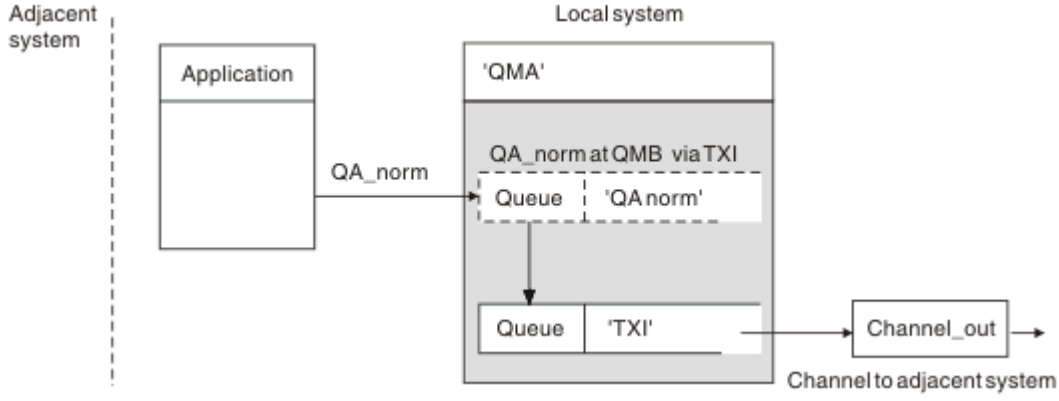 Adjacent
system
Local system
Application
'QMA'
QA_norm at QMB via TXI
QA_norm
Queue
'QA norm'
Queue
'TXI'
Channel_out
Channel to adjacent system